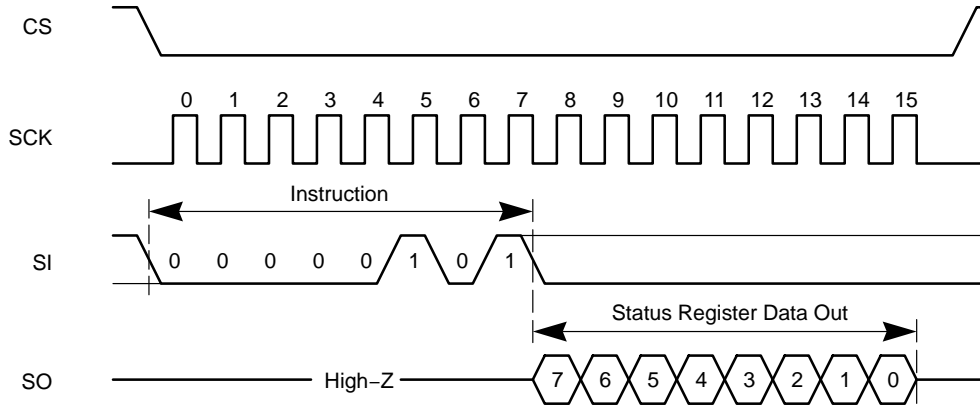 CS
0 1 2 3 4 5 6 7 8 9 10 11 12 13 14 15
SCK
Instruction
SI 0 0 0 0 0 1 0 1
Status Register Data Out
SO High−Z 7 6 5 4 3 2 1 0